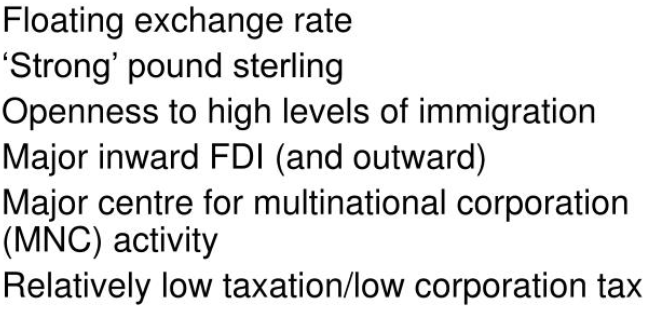 Floating exchange rate
‘Strong’ pound sterling
Openness to high levels of immigration
Major inward FDI (and outward)
Major centre for multinational corporation
(MNC) activity
Relatively low taxation/low corporation tax